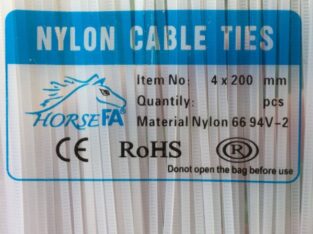 NYLON CABLE TIES
Item No: 4 x 200 mm
Quantity: pcs
Material Nylon 66 94V-2
HORSEFA®
CE RoHS ®
Donot open the bag before use